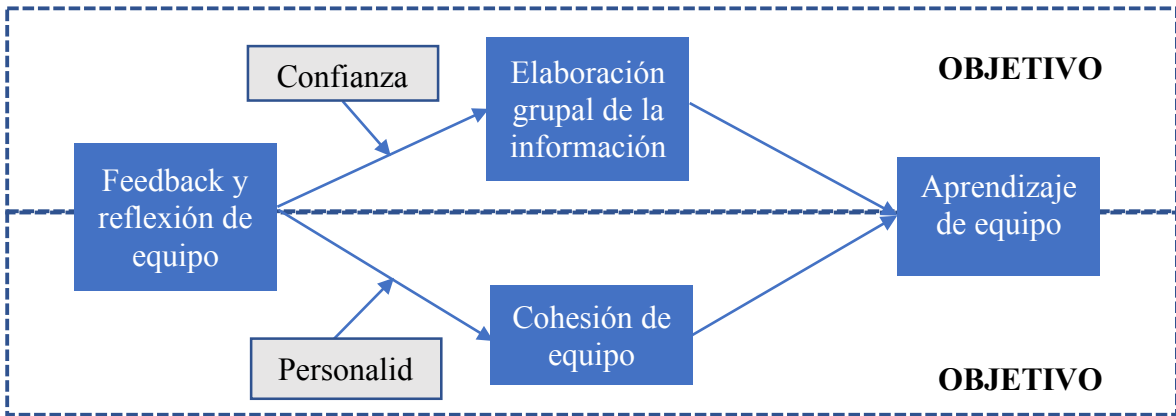 Confianza
Elaboración
grupal de la
información
OBJETIVO
Feedback y
reflexión de
equipo
Aprendizaje
de equipo
Cohesión de
equipo
Personalid
OBJETIVO